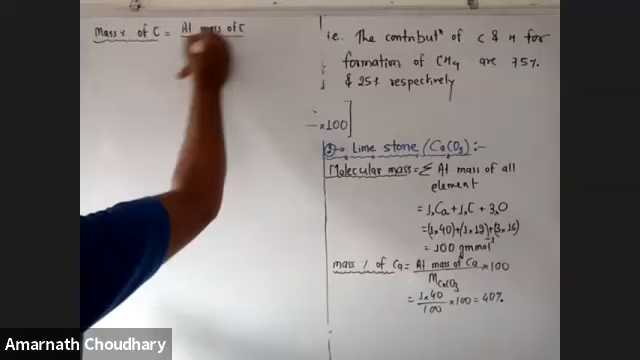 Mass % of C = At mass of C
i.e. The contribut^n of C & H for
formation of CH4 are 75%
& 25% respectively
×100]
② → Lime stone / CaCO3) :-
Molecular mass = Σ At mass of all
element
= 1×Ca + 1×C + 3×O
= (1×40) + (1×12) + (3×16)
= 100 gmmol⁻¹
mass % of Ca = At mass of Ca × 100
MCaCO3
= 1×40 × 100 = 40%
100
Amarnath Choudhary